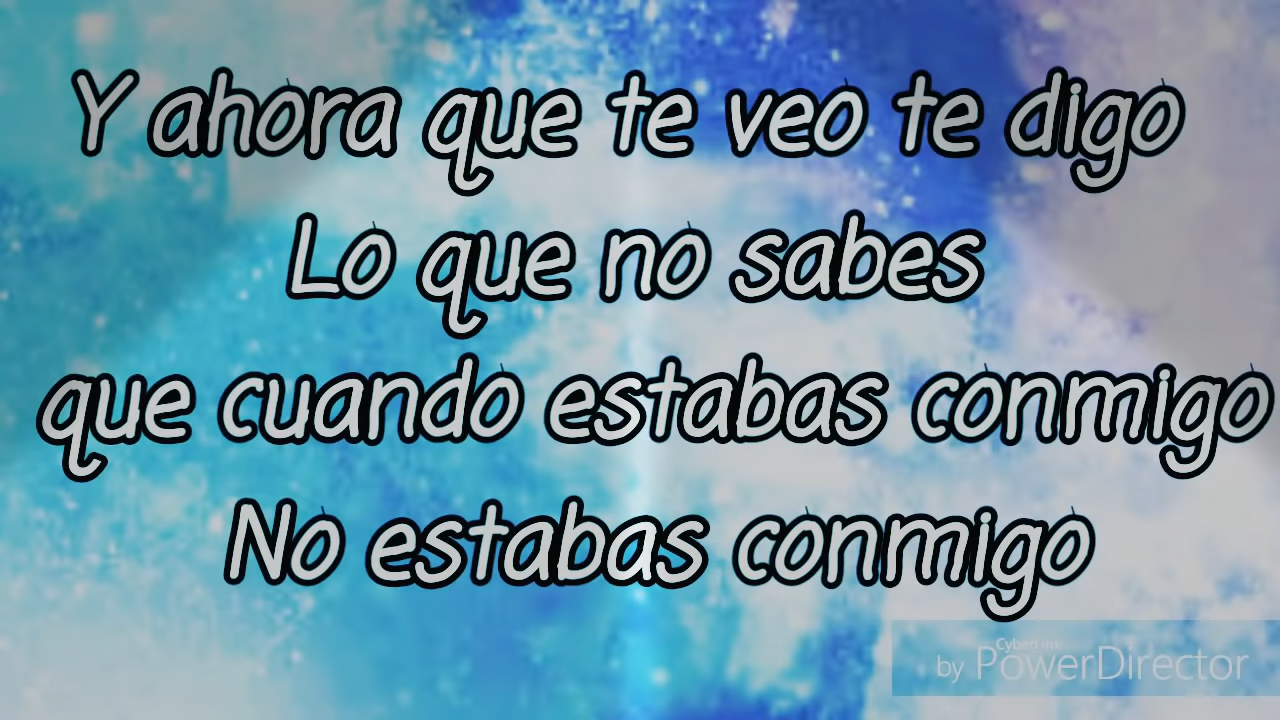 Y ahora que te veo te digo
Lo que no sabes
que cuando estabas conmigo
No estabas conmigo
CyberLink
by PowerDirector